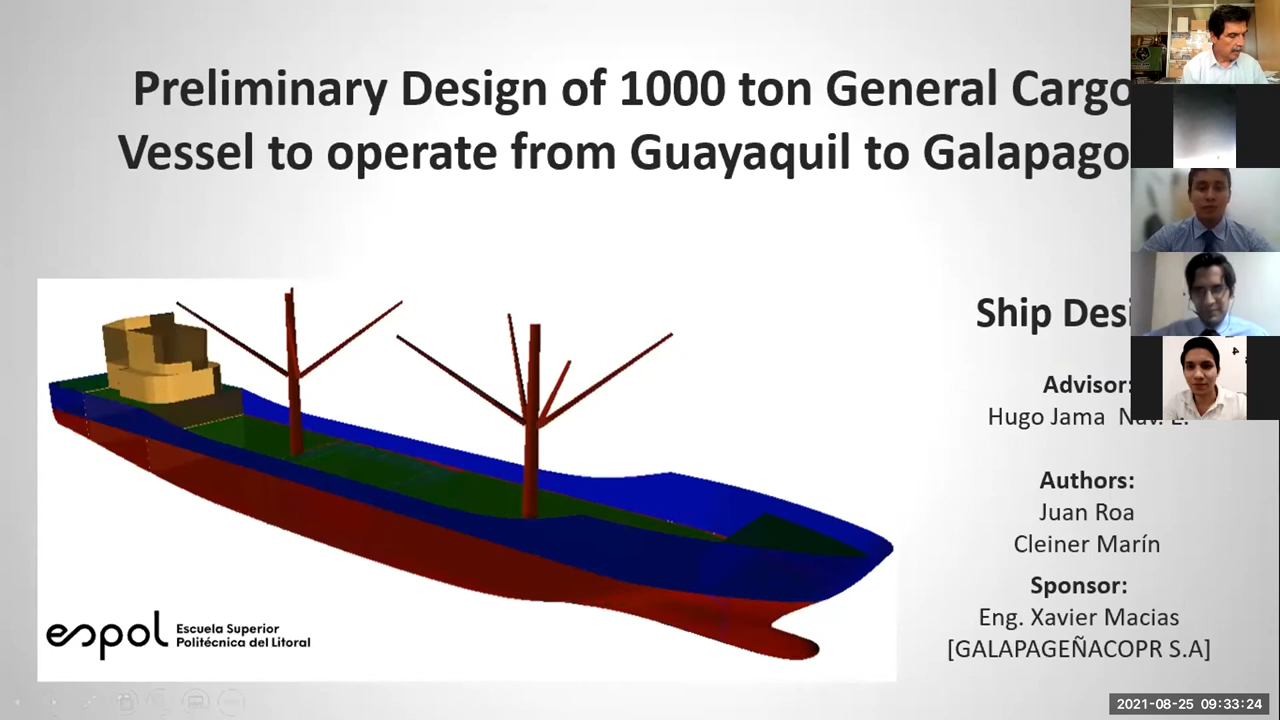 Preliminary Design of 1000 ton General Cargo
Vessel to operate from Guayaquil to Galapago
Ship Desi
Advisor:
Hugo Jama Nav. E.
Authors:
Juan Roa
Cleiner Marín
Sponsor:
Eng. Xavier Macias
[GALAPAGEÑACOPR S.A]
espol Escuela Superior
Politécnica del Litoral
2021-08-25 09:33:24